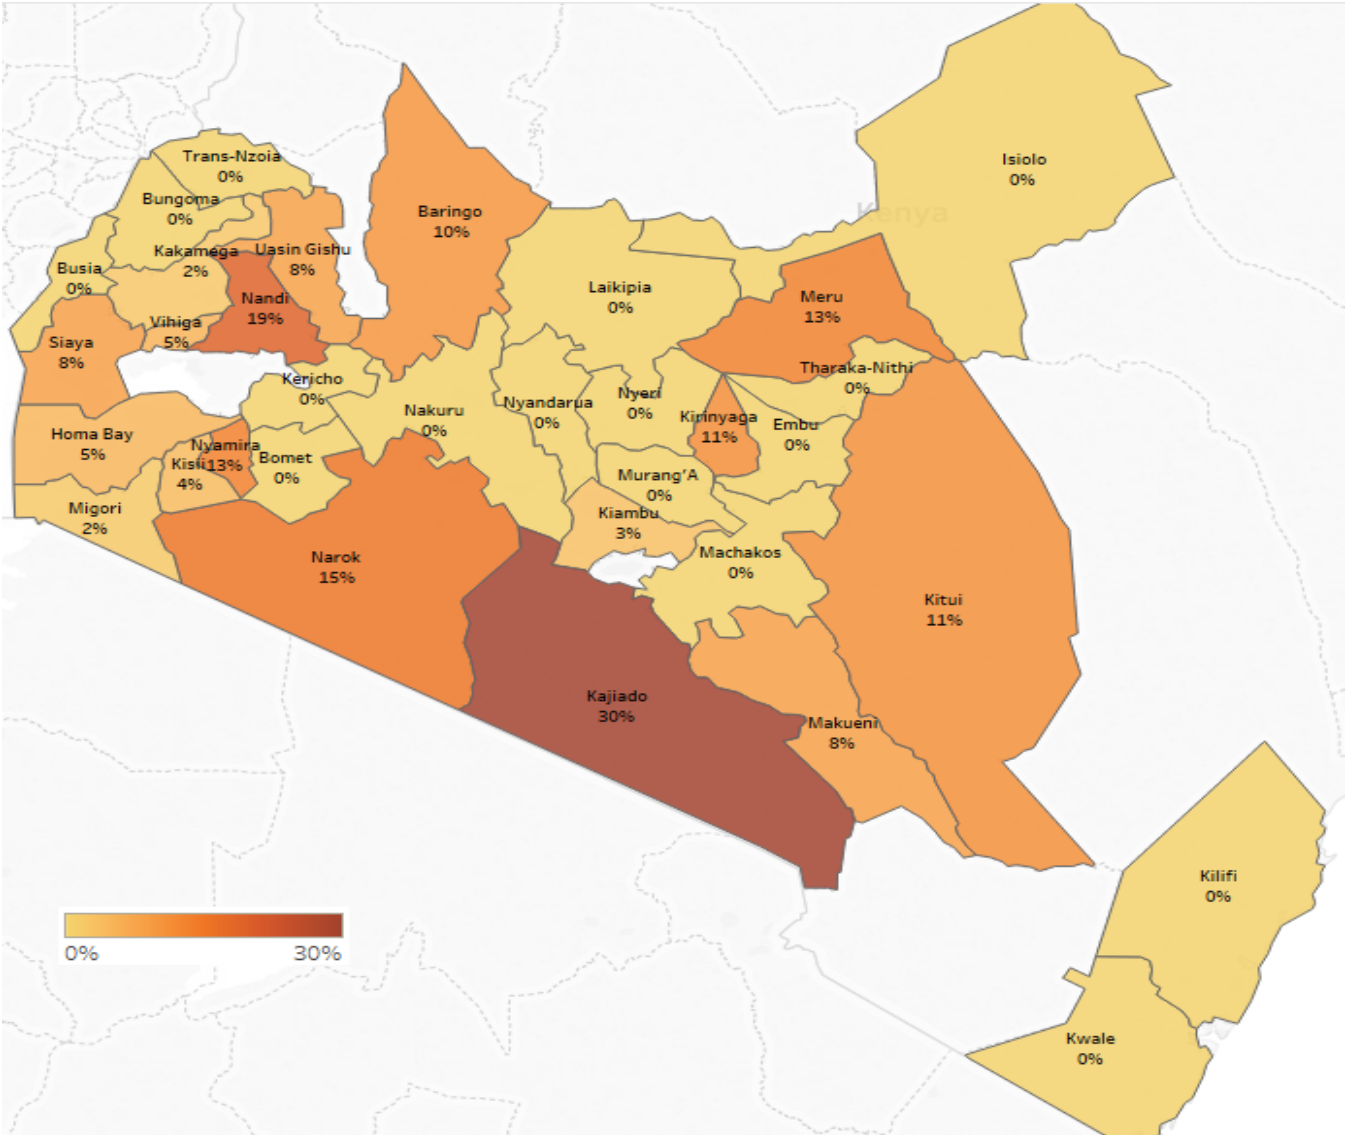 Trans-Nzoia
0%
Isiolo
0%
Kenya
Bungoma
0%
Baringo
10%
Kakamega
2%
Uasin Gishu
8%
Busia
0%
Nandi
19%
Laikipia
0%
Meru
13%
Vihiga
5%
Siaya
8%
Kericho
0%
Tharaka-Nithi
0%
Nakuru
0%
Nyandarua
0%
Nyeri
0%
Kirinyaga
11%
Embu
0%
Homa Bay
5%
Nyamira
13%
Kisii
4%
Bomet
0%
Murang'A
0%
Migori
2%
Kiambu
3%
Narok
15%
Machakos
0%
Kitui
11%
Kajiado
30%
Makueni
8%
Kilifi
0%
0%
30%
Kwale
0%